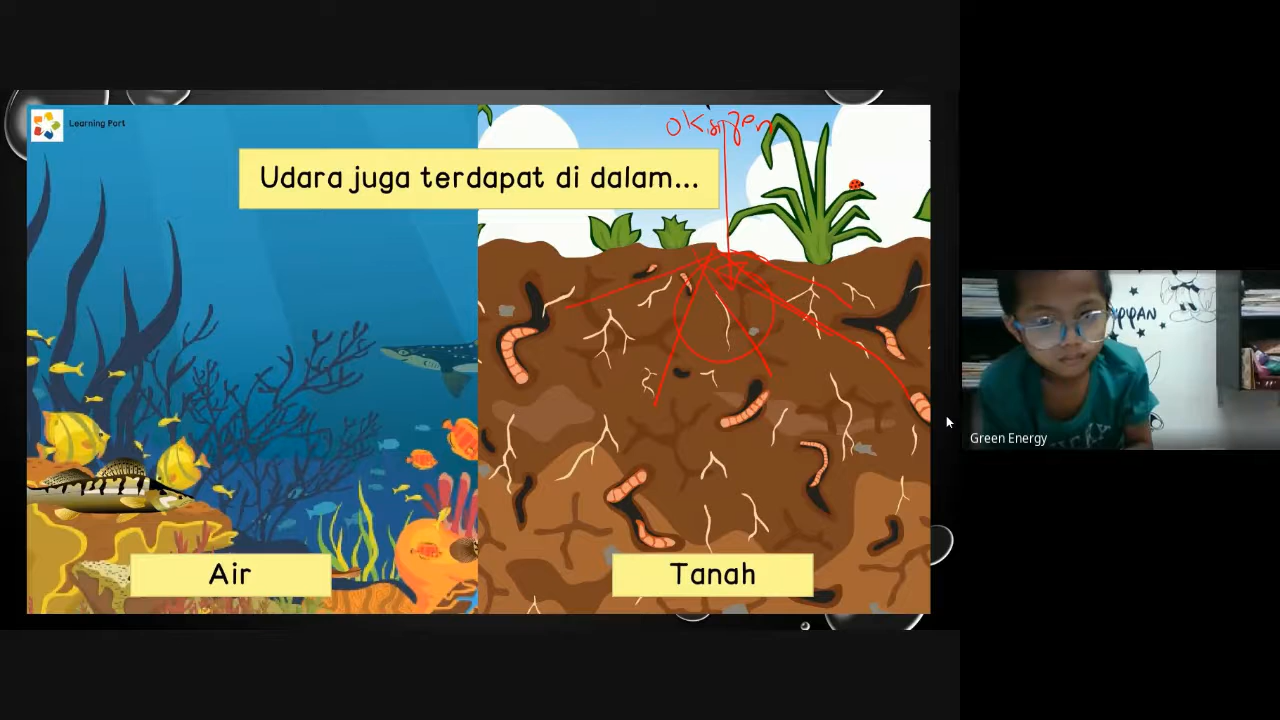 Learning Port
oksigen
Udara juga terdapat di dalam...
Air
Tanah
Green Energy